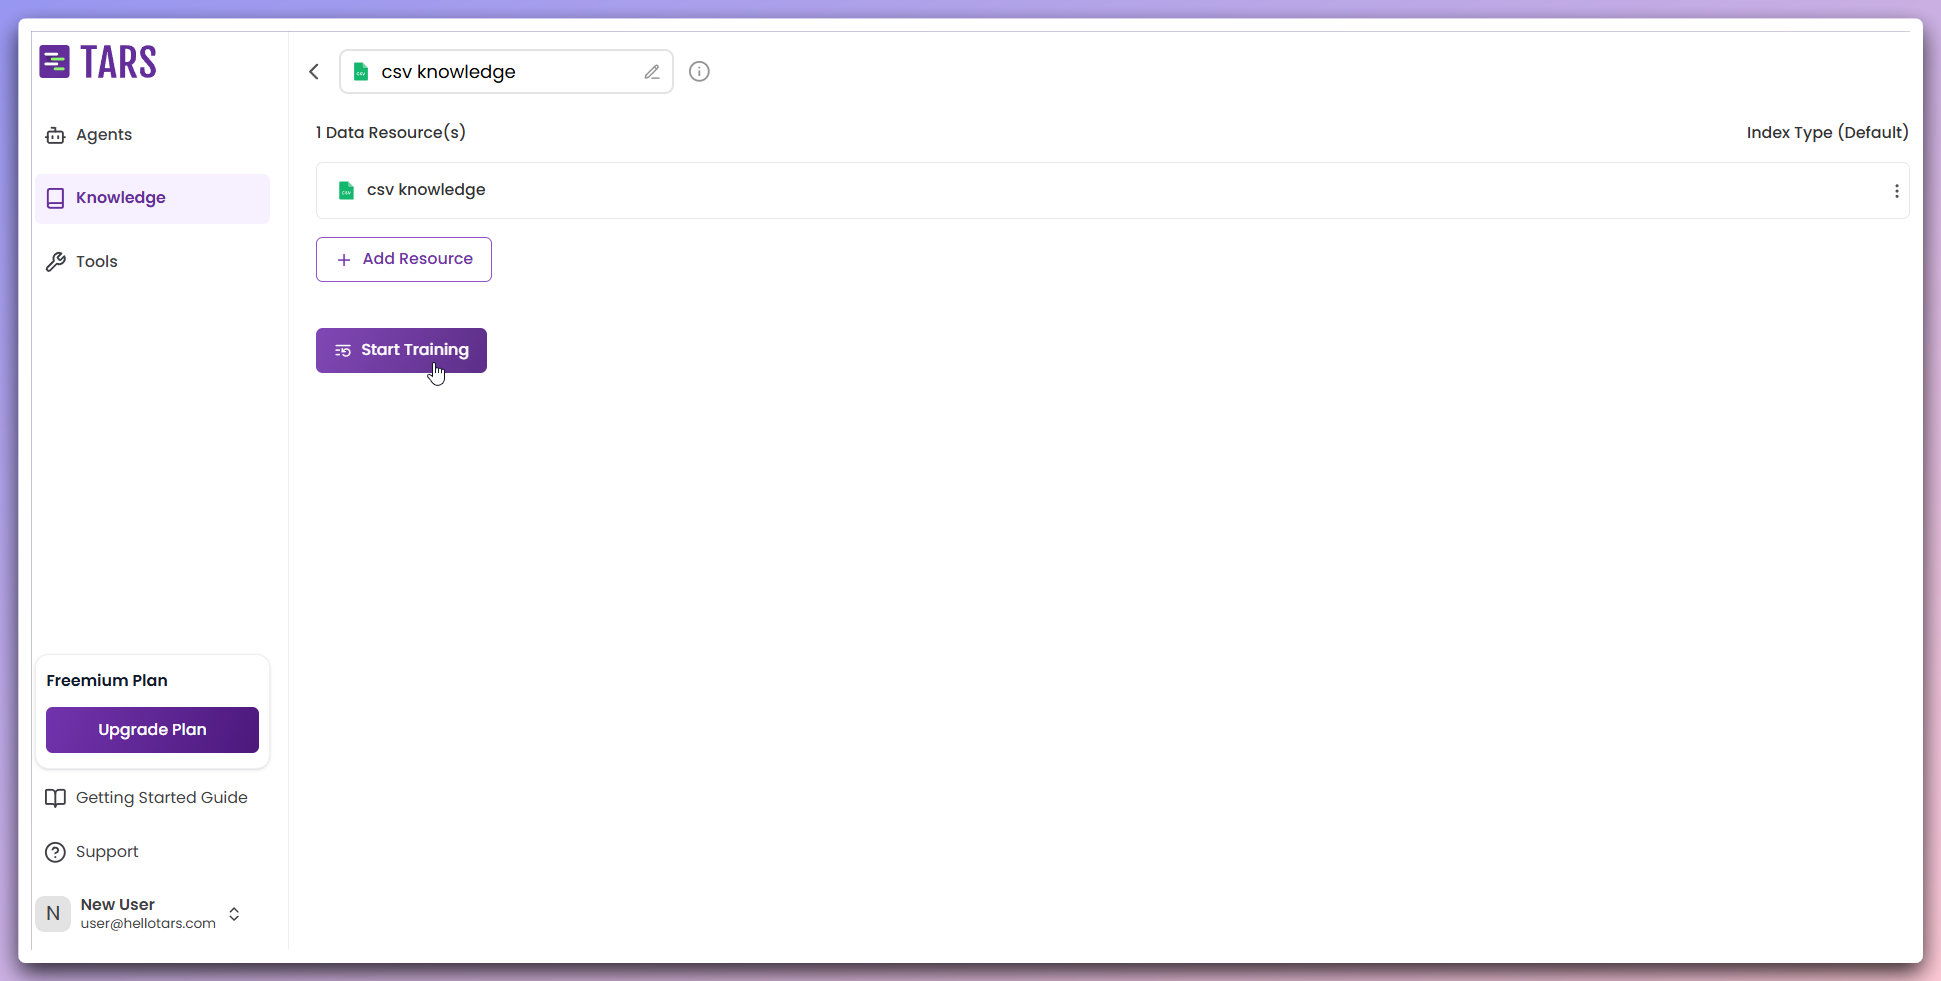 TARS
Agents
Knowledge
Tools
Freemium Plan
Upgrade Plan
Getting Started Guide
Support
N
New User
user@hellotars.com
csv knowledge
1 Data Resource(s)
Index Type (Default)
csv knowledge
Add Resource
Start Training